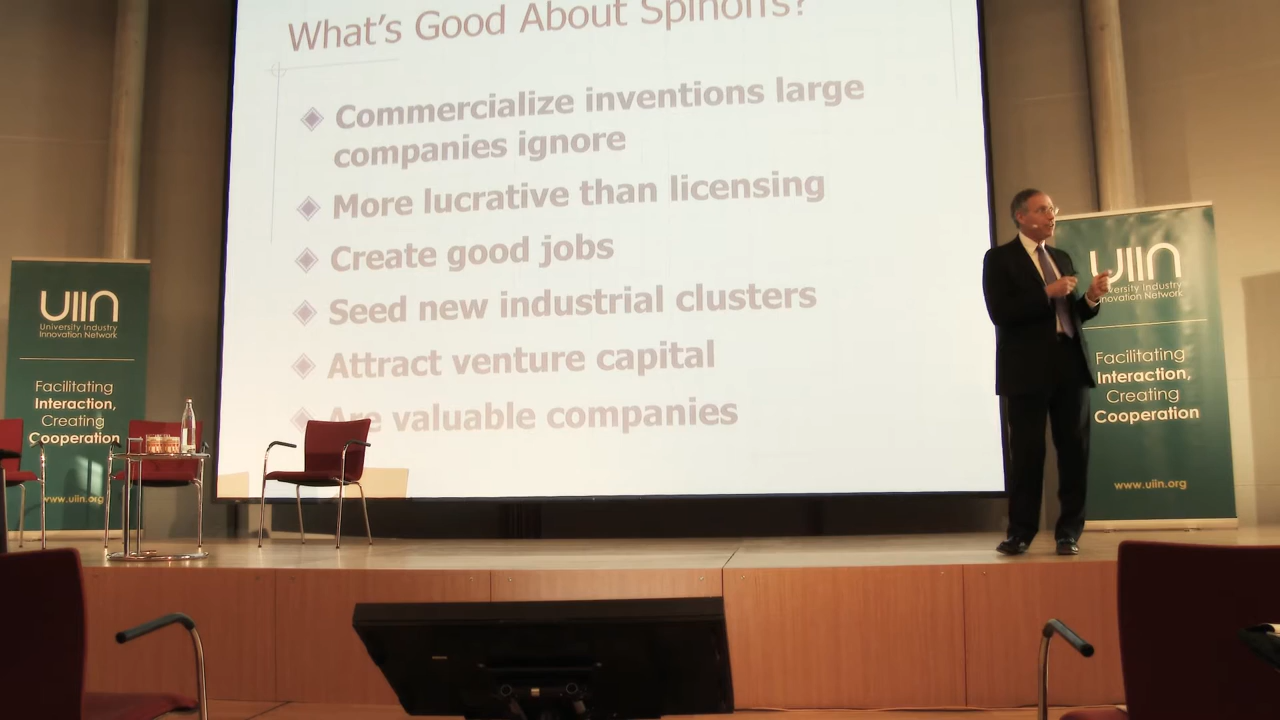 What's Good About Spinoffs?
Commercialize inventions large
companies ignore
More lucrative than licensing
Create good jobs
Seed new industrial clusters
Attract venture capital
Are valuable companies
UIIN
University Industry
Innovation Network
Facilitating
Interaction,
Creating
Cooperation
www.uiin.org
UIIN
University Industry
Innovation Network
Facilitating
Interaction,
Creating
Cooperation
www.uiin.org